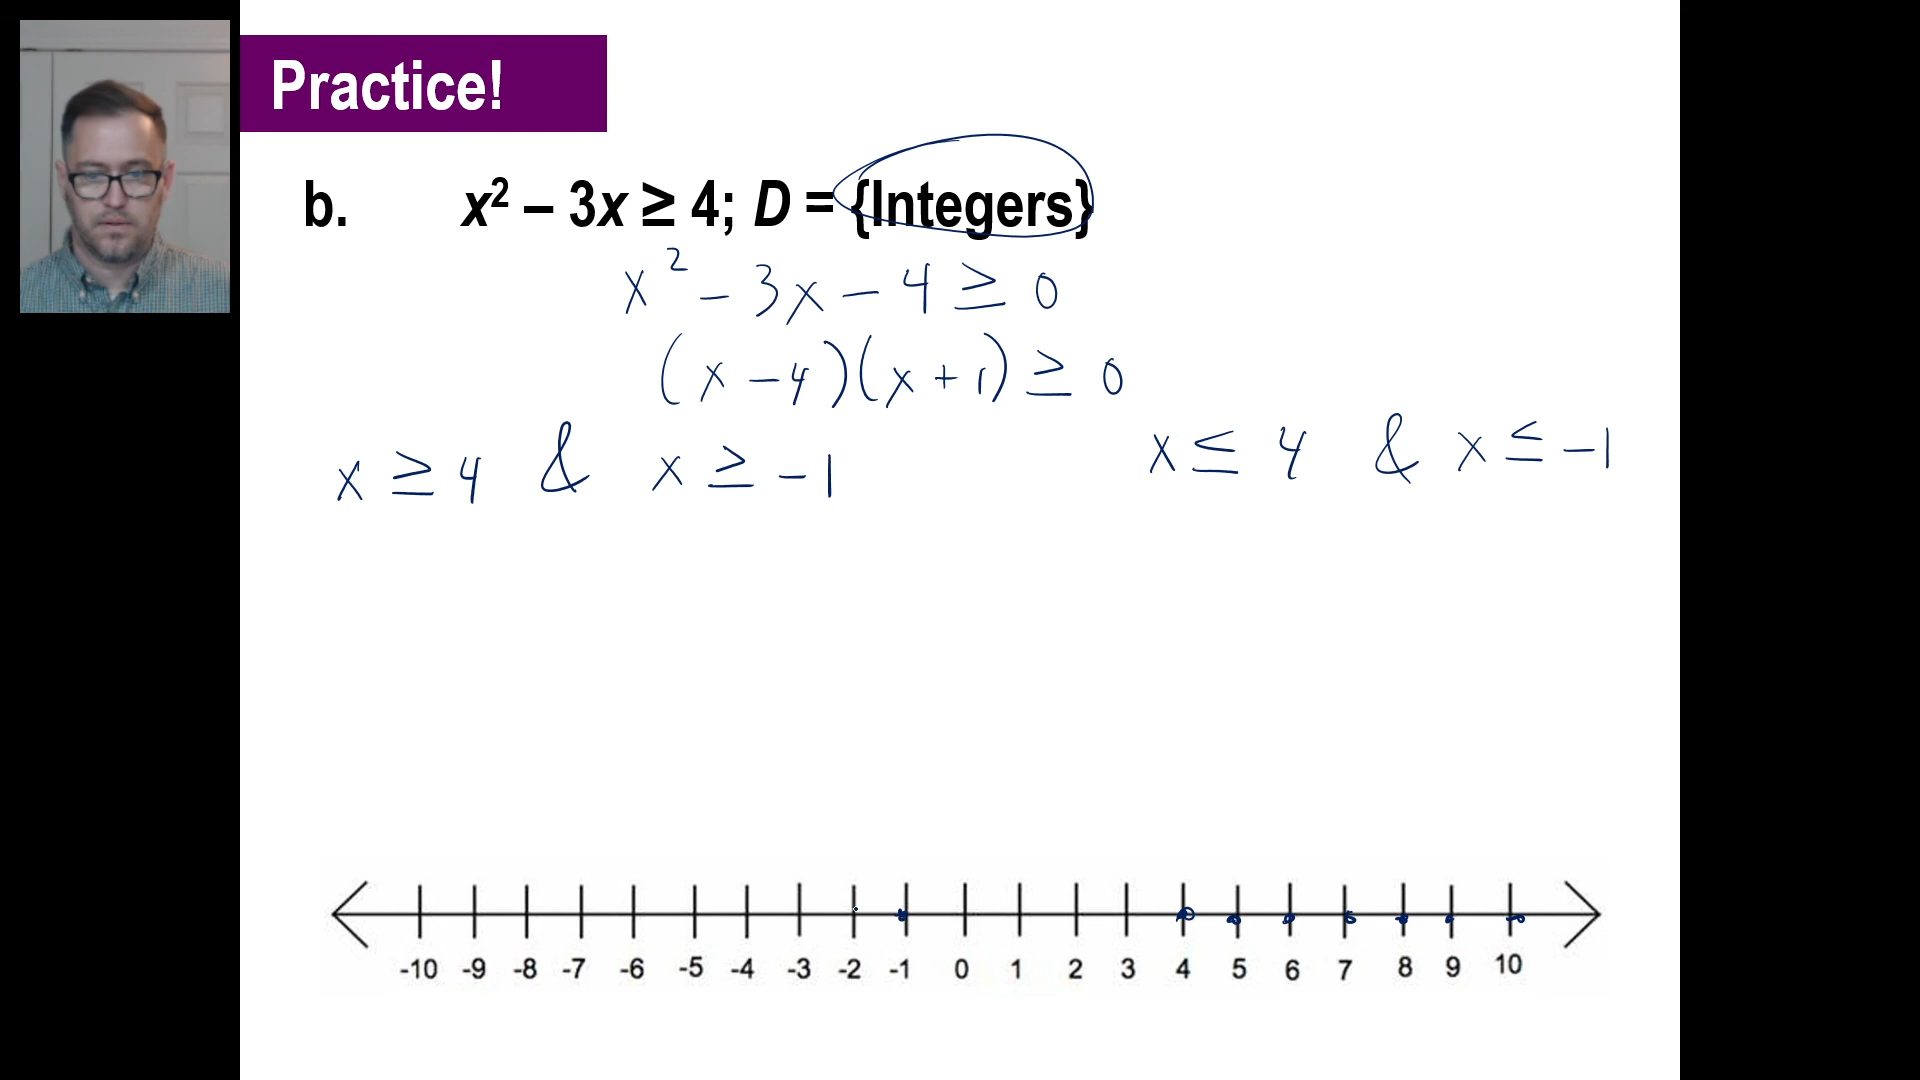 Practice!
b. x² – 3x ≥ 4; D = {Integers}
x² - 3x - 4 ≥ 0
(x - 4)(x + 1) ≥ 0
x ≥ 4 & x ≥ -1 x ≤ 4 & x ≤ -1
-10 -9 -8 -7 -6 -5 -4 -3 -2 -1 0 1 2 3 4 5 6 7 8 9 10